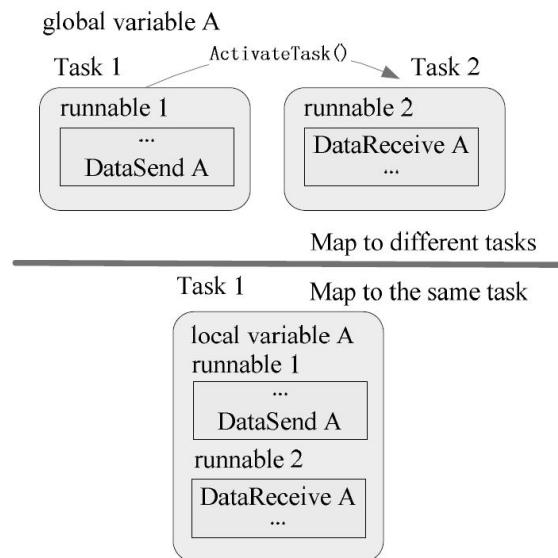 global variable A
ActivateTask()
Task 1
Task 2
runnable 1
...
DataSend A
runnable 2
DataReceive A
...
Map to different tasks
Task 1
Map to the same task
local variable A
runnable 1
...
DataSend A
runnable 2
DataReceive A
...